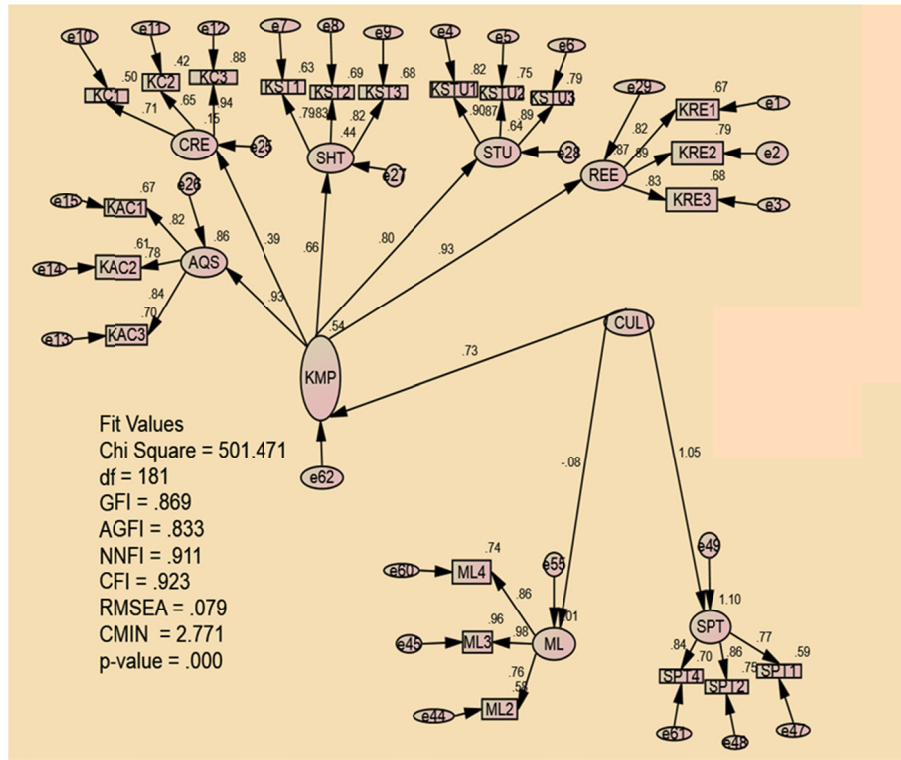 e10
e11
e12
e7
e8
e9
e4
e5
e6
e29
.50
.42
.88
.63
.69
.68
.82
.75
.79
.67
KC1
KC2
KC3
KST1
KST2
KST3
KSTU1
KSTU2
KSTU3
KRE1
e1
.71
.65
.94
.15
.79
.83
.82
.44
.90
.87
.89
.64
.82
.87
.89
.79
CRE
e25
SHT
e27
STU
e28
REE
KRE2
e2
.83
.68
KRE3
e3
e26
e15
.67
KAC1
.82
.86
.61
.78
e14
KAC2
AQS
.84
.70
e13
KAC3
.39
.66
.80
.93
.93
.54
KMP
CUL
.73
e62
-.08
1.05
Fit Values
Chi Square = 501.471
df = 181
GFI = .869
AGFI = .833
NNFI = .911
CFI = .923
RMSEA = .079
CMIN = 2.771
p-value = .000
.74
e60
ML4
e55
.86
.01
.96
.98
e45
ML3
ML
.76
.58
e44
ML2
e49
1.10
SPT
.84
.70
.86
.75
.77
.59
SPT4
SPT2
SPT1
e61
e48
e47